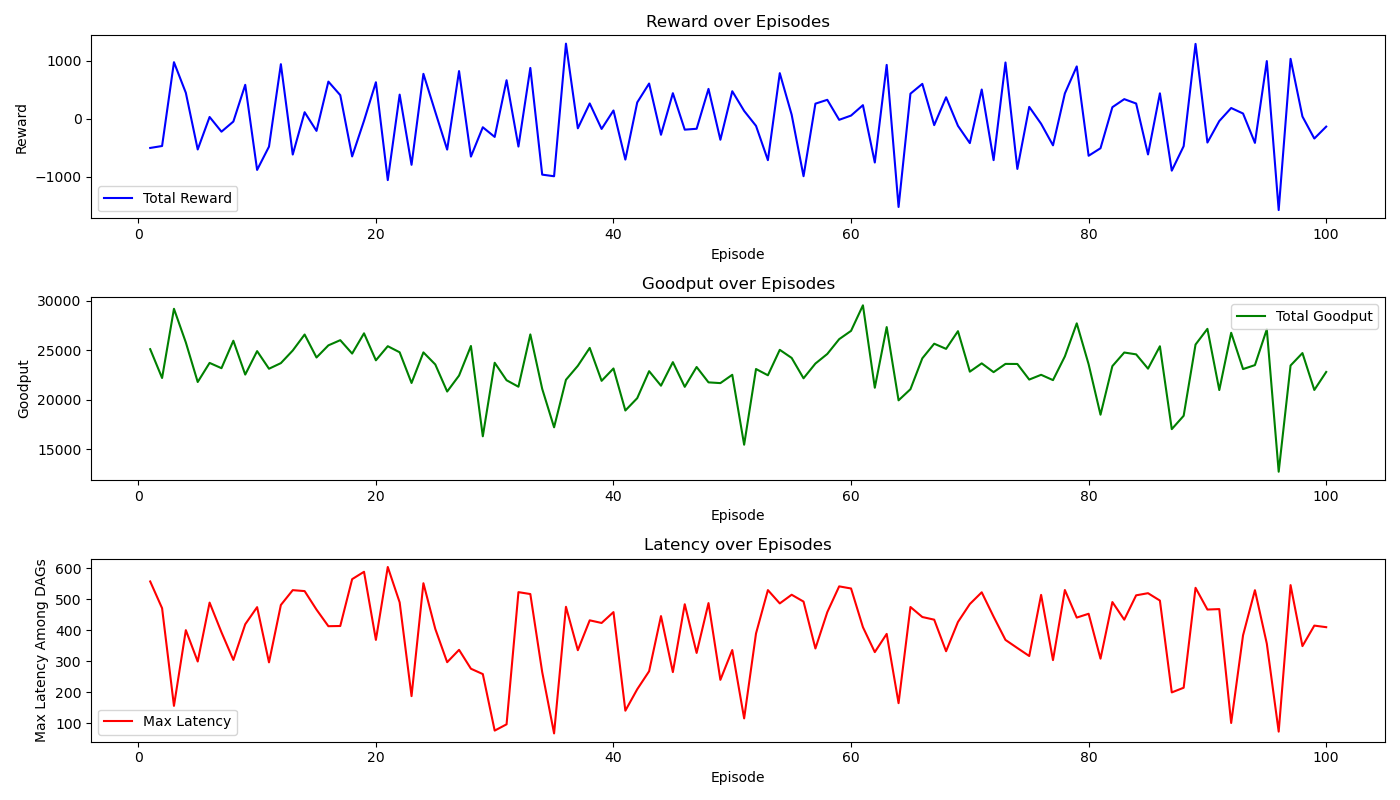 Reward over Episodes
Reward
1000
0
−1000
Total Reward
0 20 40 60 80 100
Episode
Goodput over Episodes
Goodput
30000
25000
20000
15000
Total Goodput
0 20 40 60 80 100
Episode
Latency over Episodes
Max Latency Among DAGs
600
500
400
300
200
100
Max Latency
0 20 40 60 80 100
Episode